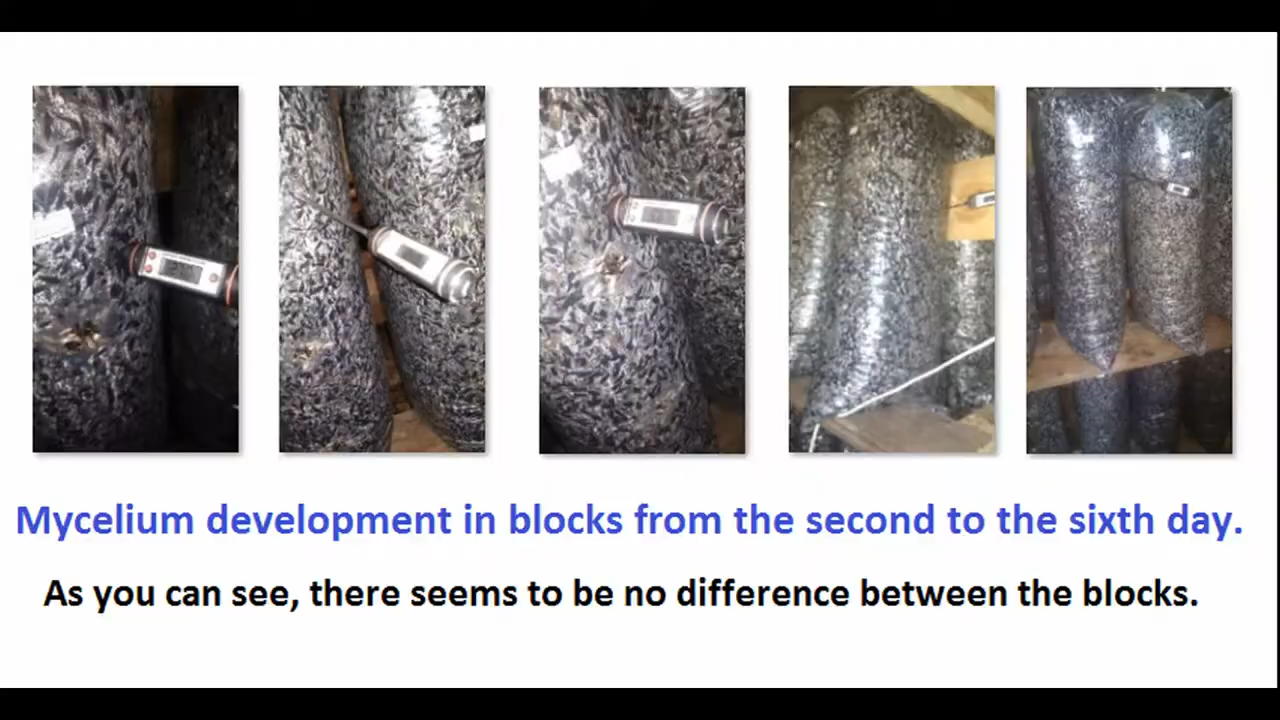 Mycelium development in blocks from the second to the sixth day.
As you can see, there seems to be no difference between the blocks.